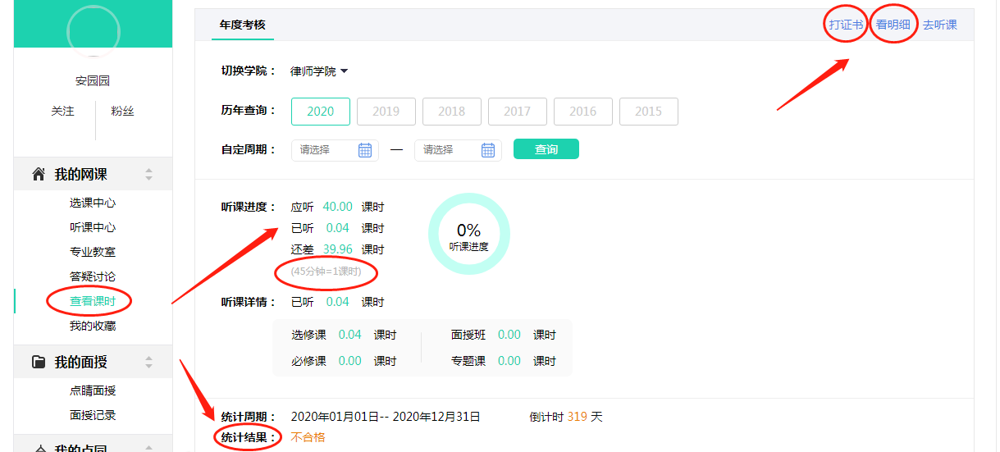 安园园
关注 粉丝
我的网课
选课中心
听课中心
专业教室
答疑讨论
查看课时
我的收藏
我的面授
点睛面授
面授记录
我的点回
年度考核 打证书 看明细 去听课
切换学院： 律师学院
历年查询： 2020 2019 2018 2017 2016 2015
自定周期： 请选择 — 请选择 查询
听课进度： 应听 40.00 课时
已听 0.04 课时
还差 39.96 课时
(45分钟=1课时)
0%
听课进度
听课详情： 已听 0.04 课时
选修课 0.04 课时 面授班 0.00 课时
必修课 0.00 课时 专题课 0.00 课时
统计周期： 2020年01月01日-- 2020年12月31日 倒计时 319 天
统计结果： 不合格